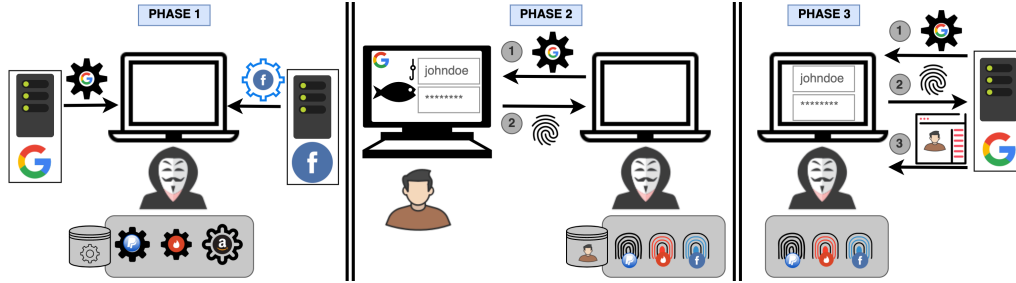 PHASE 1
G
f
G
f
a
PHASE 2
G
johndoe
********
1
G
2
f
PHASE 3
johndoe
********
1
G
2
3
G
f